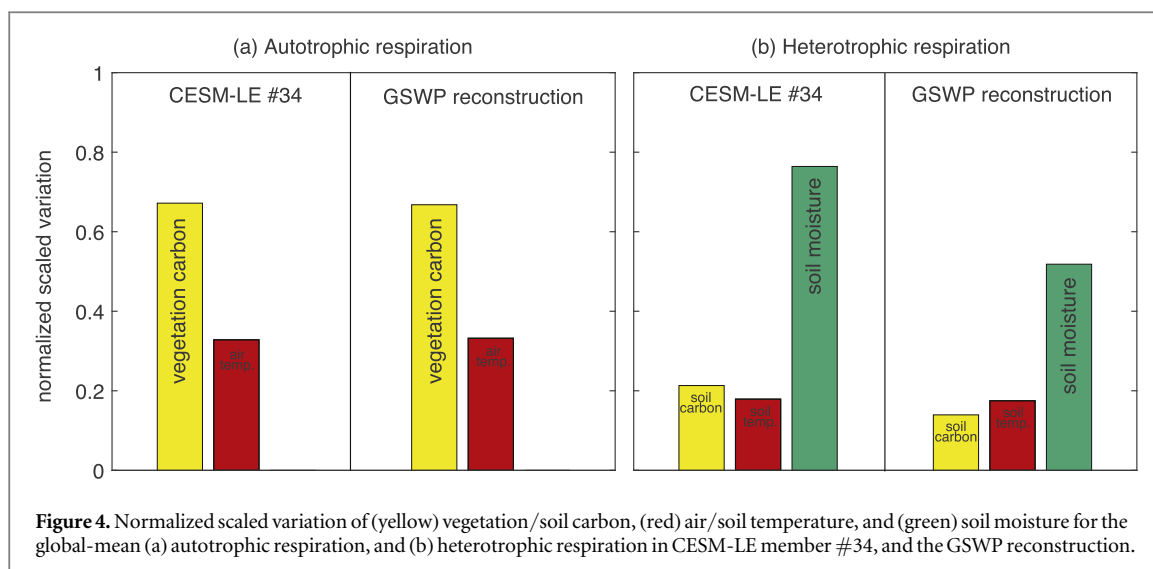 (a) Autotrophic respiration
(b) Heterotrophic respiration
normalized scaled variation
1
0.8
0.6
0.4
0.2
0
CESM-LE #34
GSWP reconstruction
vegetation carbon
air
temp.
vegetation carbon
air
temp.
CESM-LE #34
GSWP reconstruction
soil
carbon
soil
temp.
soil moisture
soil
carbon
soil
temp.
soil moisture
Figure 4. Normalized scaled variation of (yellow) vegetation/soil carbon, (red) air/soil temperature, and (green) soil moisture for the
global-mean (a) autotrophic respiration, and (b) heterotrophic respiration in CESM-LE member #34, and the GSWP reconstruction.